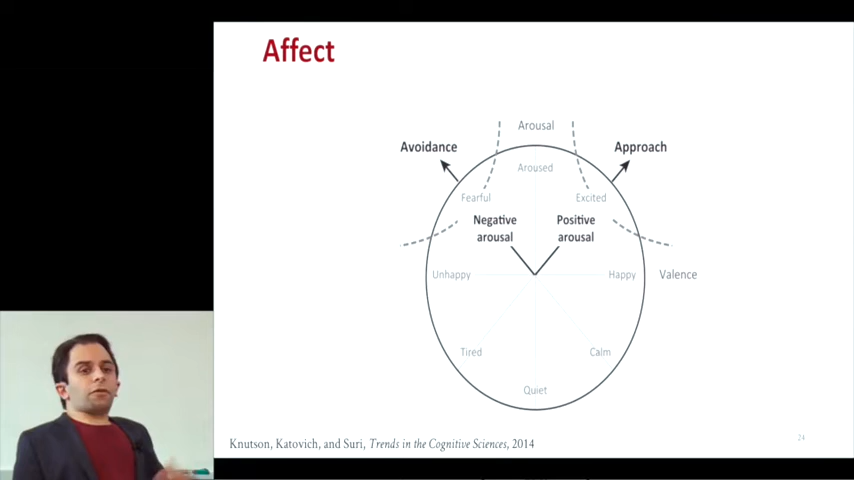 Affect
Arousal
Avoidance
Approach
Aroused
Fearful
Excited
Negative
arousal
Positive
arousal
Unhappy
Happy
Valence
Tired
Calm
Quiet
Knutson, Katovich, and Suri, Trends in the Cognitive Sciences, 2014
24